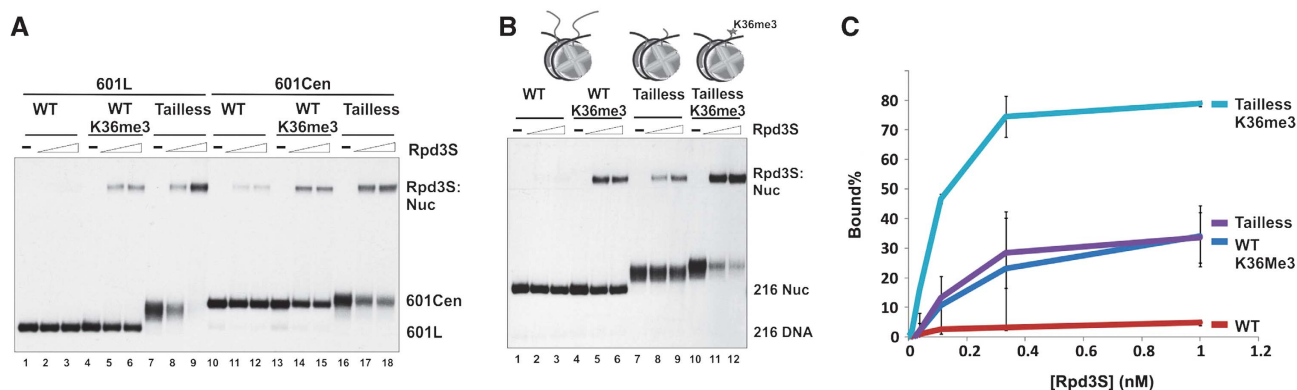 A
601L
601Cen
WT
WT
K36me3
Tailless
WT
WT
K36me3
Tailless
Rpd3S
Rpd3S:
Nuc
601Cen
601L
1 2 3 4 5 6 7 8 9 10 11 12 13 14 15 16 17 18
B
K36me3
WT
WT
K36me3
Tailless
Tailless
K36me3
Rpd3S
Rpd3S:
Nuc
216 Nuc
216 DNA
1 2 3 4 5 6 7 8 9 10 11 12
C
Bound%
80
70
60
50
40
30
20
10
0
0 0.2 0.4 0.6 0.8 1 1.2
[Rpd3S] (nM)
Tailless
K36me3
Tailless
WT
K36Me3
WT